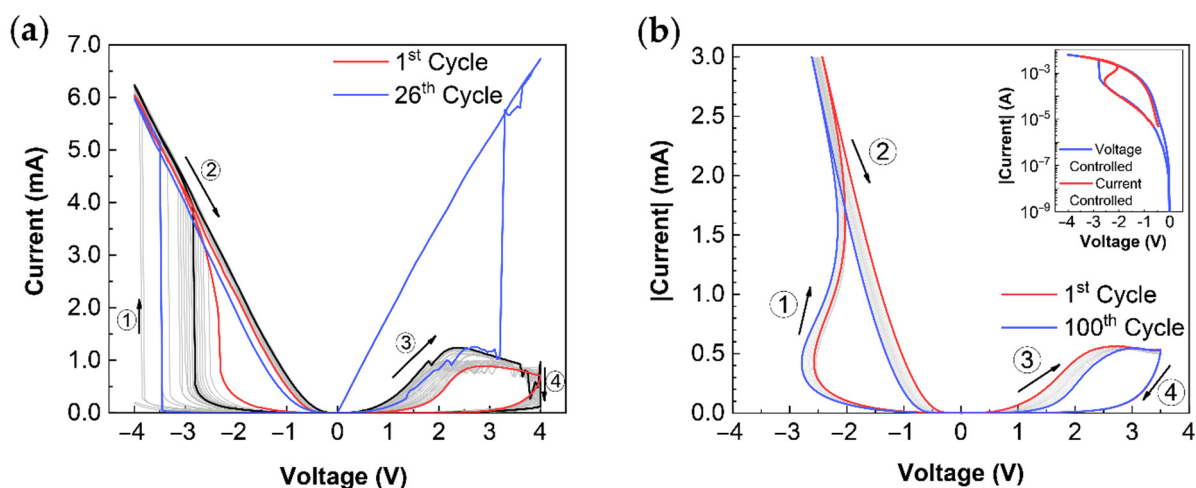 (a)
7.0
6.0
5.0
4.0
3.0
2.0
1.0
0.0
Current (mA)
1st Cycle
26th Cycle
①
②
③
④
−4 −3 −2 −1 0 1 2 3 4
Voltage (V)
(b)
3.0
2.5
2.0
1.5
1.0
0.5
0.0
|Current| (mA)
①
②
③
④
1st Cycle
100th Cycle
−4 −3 −2 −1 0 1 2 3 4
Voltage (V)
|Current| (A)
10−3
10−5
10−7
10−9
Voltage
Controlled
Current
Controlled
−4 −3 −2 −1 0
Voltage (V)